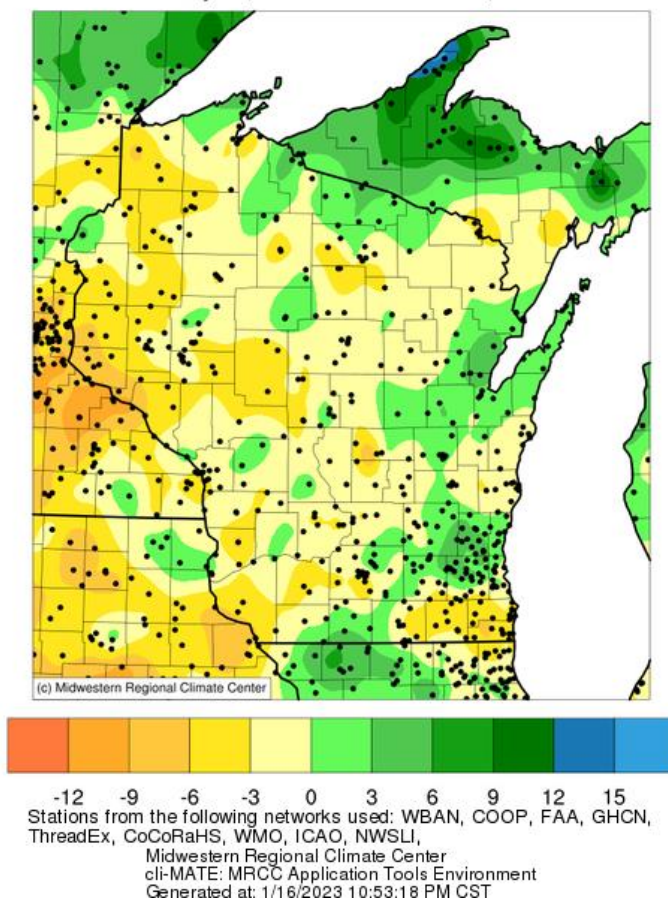 (c) Midwestern Regional Climate Center
-12 -9 -6 -3 0 3 6 9 12 15
Stations from the following networks used: WBAN, COOP, FAA, GHCN,
ThreadEx, CoCoRaHS, WMO, ICAO, NWSLI,
Midwestern Regional Climate Center
cli-MATE: MRCC Application Tools Environment
Generated at: 1/16/2023 10:53:18 PM CST